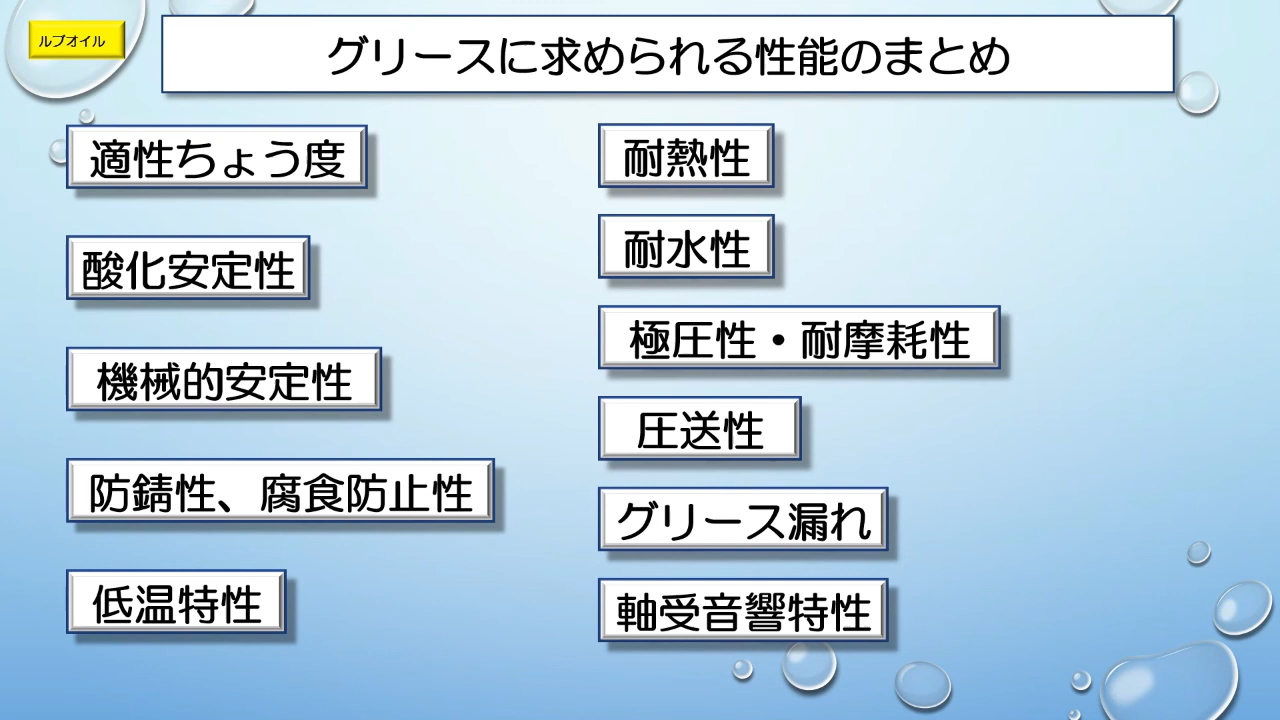 ルブオイル
グリースに求められる性能のまとめ
適性ちょう度
酸化安定性
機械的安定性
防錆性、腐食防止性
低温特性
耐熱性
耐水性
極圧性・耐摩耗性
圧送性
グリース漏れ
軸受音響特性